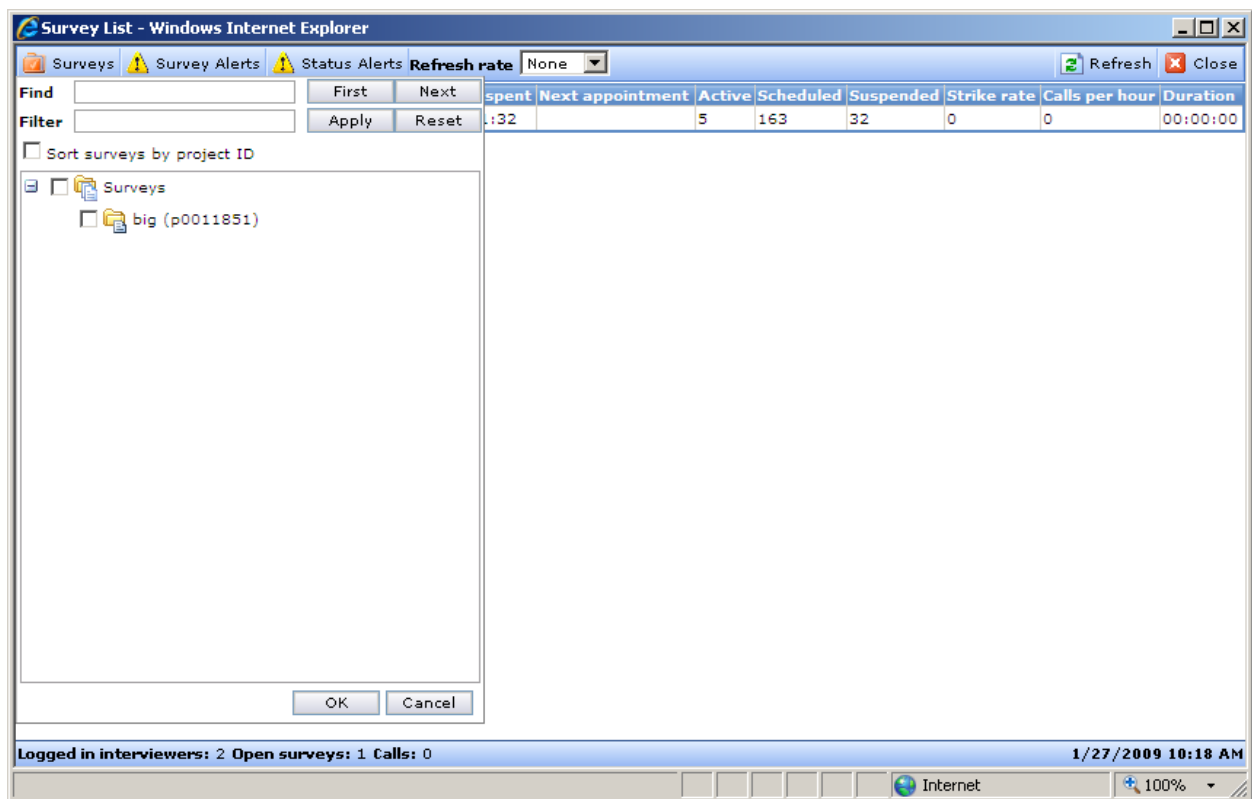 Survey List - Windows Internet Explorer
Surveys Survey Alerts Status Alerts Refresh rate None Refresh Close
Find First Next spent Next appointment Active Scheduled Suspended Strike rate Calls per hour Duration
Filter Apply Reset :32 5 163 32 0 0 00:00:00
Sort surveys by project ID
Surveys
big (p0011851)
OK Cancel
Logged in interviewers: 2 Open surveys: 1 Calls: 0 1/27/2009 10:18 AM
Internet 100%